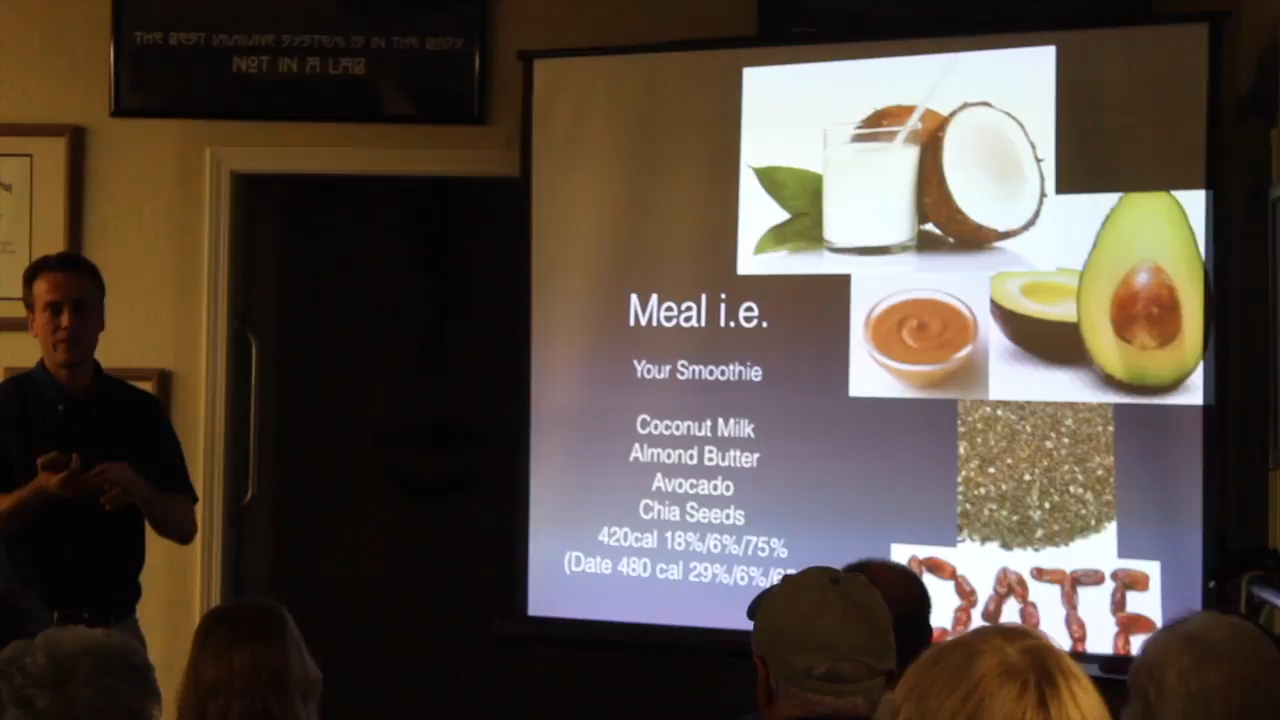 THE BEST IMMUNE SYSTEM IS IN THE BODY,
NOT IN A LAB
Meal i.e.
Your Smoothie
Coconut Milk
Almond Butter
Avocado
Chia Seeds
420cal 18%/6%/75%
(Date 480 cal 29%/6%/
DATE